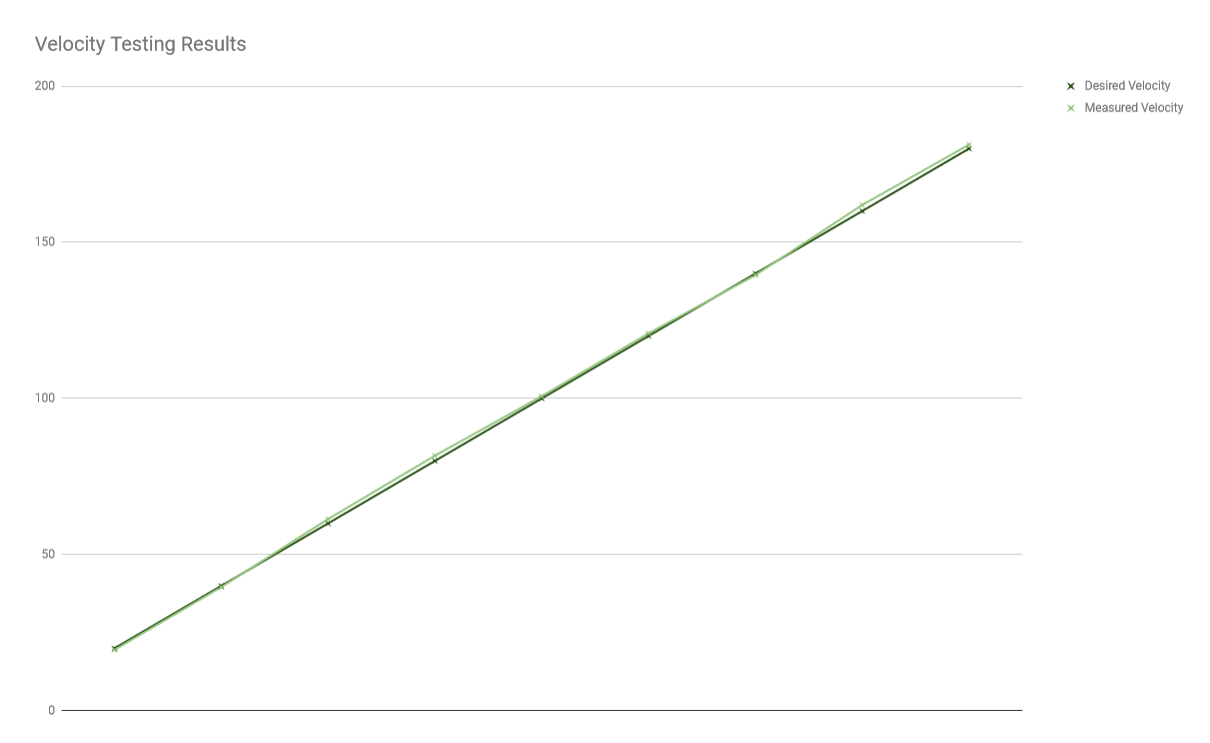 Velocity Testing Results
200
150
100
50
0
Desired Velocity
Measured Velocity